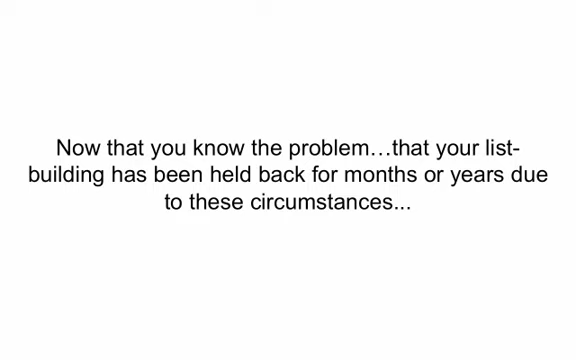 Now that you know the problem…that your list-
building has been held back for months or years due
to these circumstances...